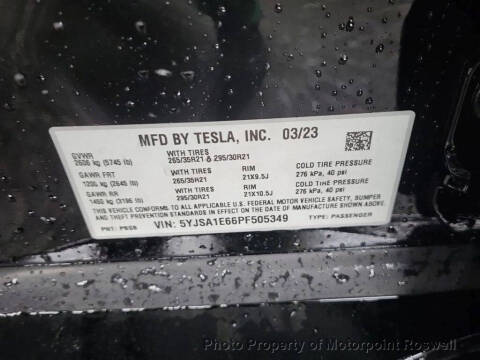 MFD BY TESLA, INC. 03/23
GVWR
2606 kg (5745 lb)
WITH TIRES
265/35R21 & 295/30R21
GAWR FRT
1200 kg (2645 lb)
WITH TIRES
265/35R21
RIM
21X9.5J
COLD TIRE PRESSURE
276 kPa, 40 psi
GAWR RR
1450 kg (3196 lb)
WITH TIRES
295/30R21
RIM
21X10.5J
COLD TIRE PRESSURE
276 kPa, 40 psi
THIS VEHICLE CONFORMS TO ALL APPLICABLE U.S. FEDERAL MOTOR VEHICLE SAFETY, BUMPER
AND THEFT PREVENTION STANDARDS IN EFFECT ON THE DATE OF MANUFACTURE SHOWN ABOVE.
PNT: PBSB
VIN: 5YJSA1E66PF505349
TYPE: PASSENGER
Photo Property of Motorpoint Roswell